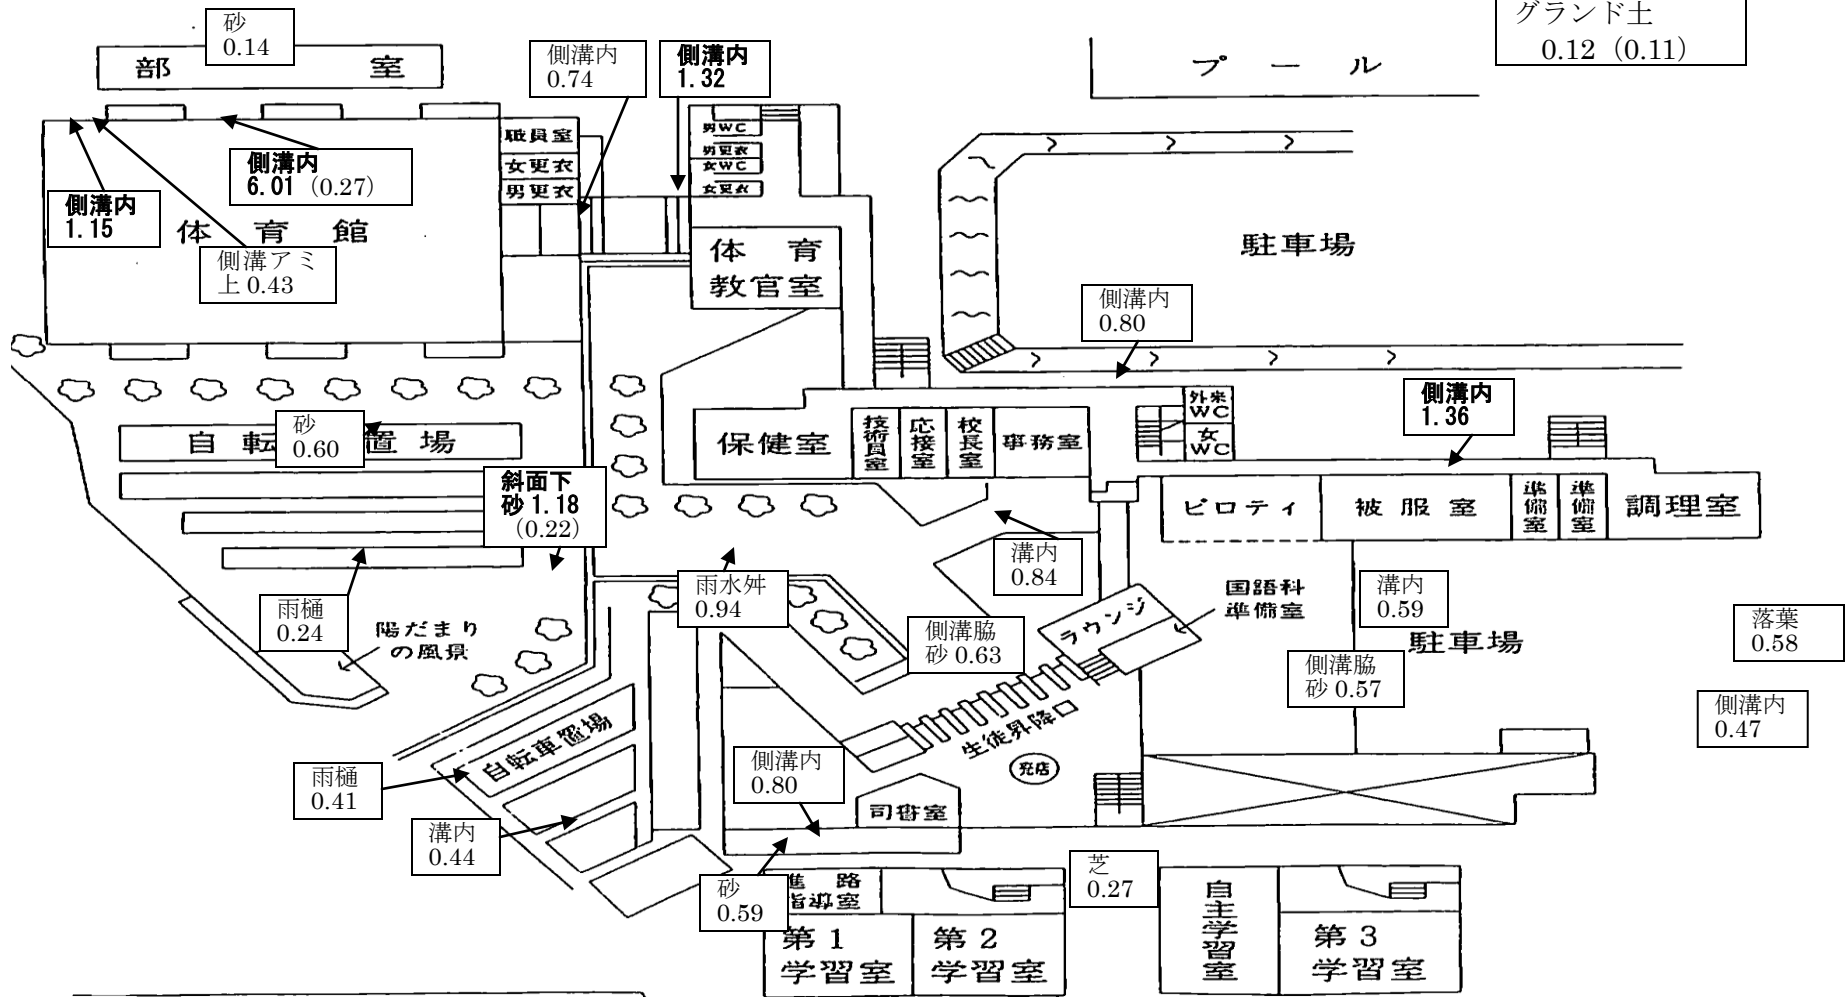 砂
0.14
グランド土
0.12（0.11）
部　　　室
側溝内
0.74
側溝内
1.32
プ　ー　ル
職員室
女更衣
男更衣
男WC
男更衣
女WC
女更衣
側溝内
6.01（0.27）
側溝内
1.15
体　育　館
側溝アミ
上 0.43
体　育
教官室
駐車場
側溝内
0.80
側溝内
1.36
外来
WC
女
WC
自転
置場
砂
0.60
保健室
技術員室
応接室
校長室
事務室
斜面下
砂 1.18
（0.22）
ピロティ
被服室
準備室
準備室
調理室
溝内
0.84
雨水舛
0.94
雨樋
0.24
陽だまり
の風景
側溝脇
砂 0.63
ラウンジ
国語科
準備室
溝内
0.59
駐車場
落葉
0.58
側溝脇
砂 0.57
側溝内
0.47
自転車置場
生徒昇降口
売店
雨樋
0.41
側溝内
0.80
司書室
溝内
0.44
砂
0.59
進路
指導室
芝
0.27
第１
学習室
第２
学習室
自主学習室
第３
学習室